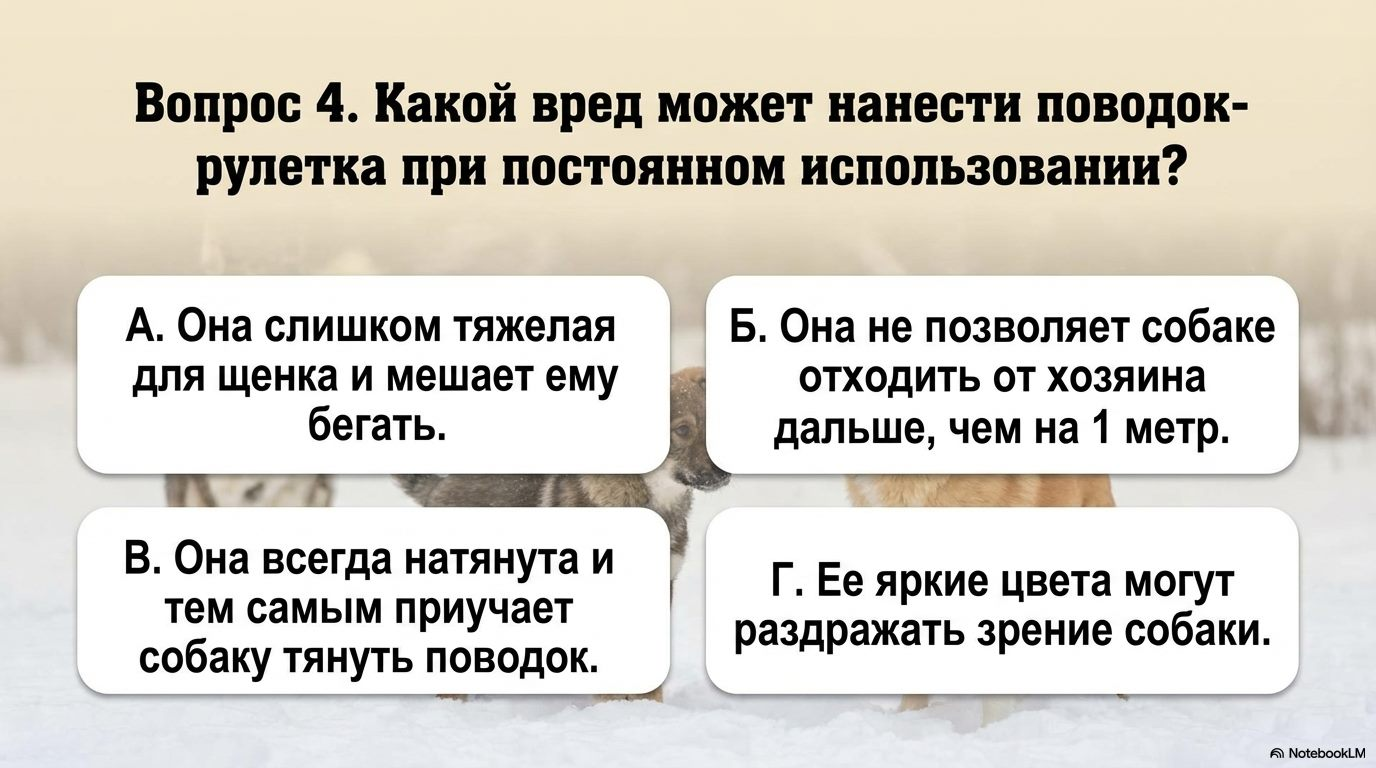 Вопрос 4. Какой вред может нанести поводок-
рулетка при постоянном использовании?
А. Она слишком тяжелая
для щенка и мешает ему
бегать.
Б. Она не позволяет собаке
отходить от хозяина
дальше, чем на 1 метр.
В. Она всегда натянута и
тем самым приучает
собаку тянуть поводок.
Г. Ее яркие цвета могут
раздражать зрение собаки.
NotebookLM